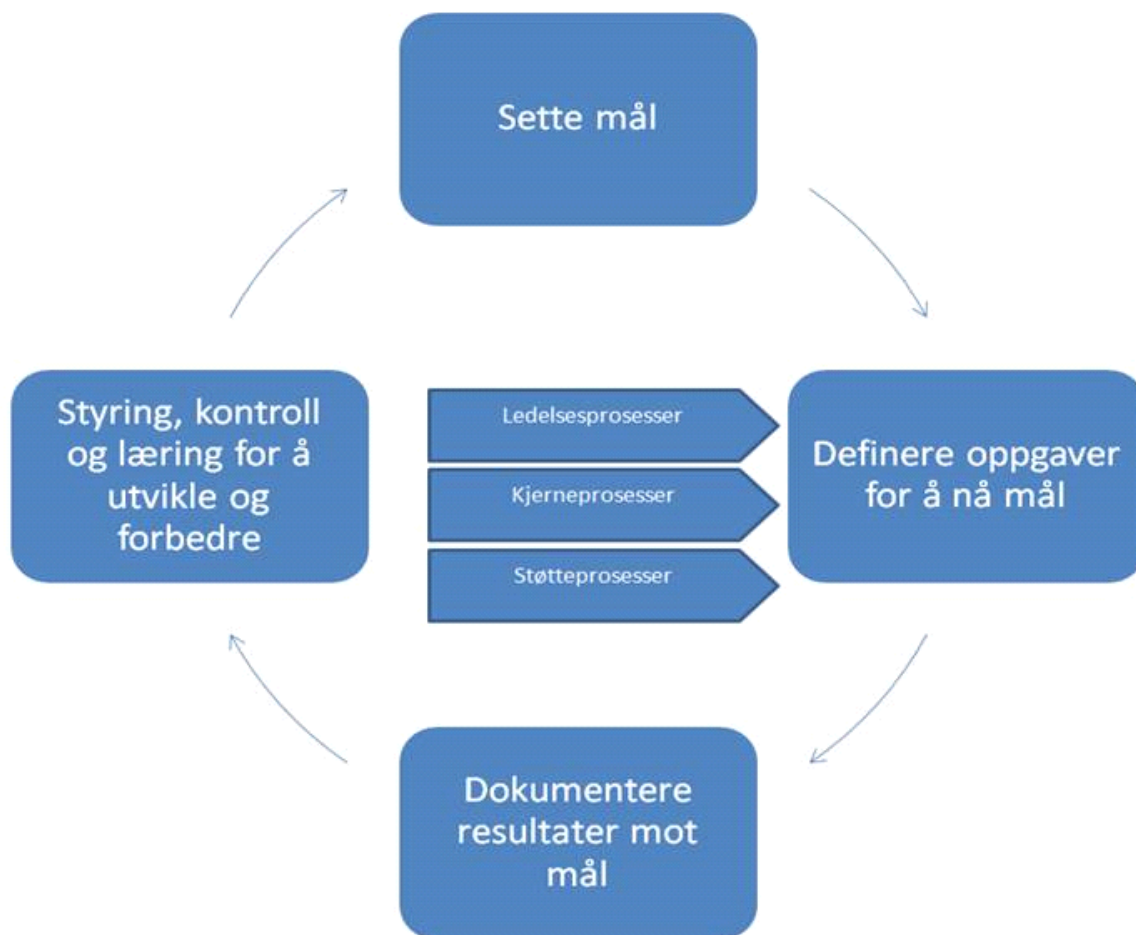 Sette mål
Styring, kontroll
og læring for å
utvikle og
forbedre
Ledelsesprosesser
Kjerneprosesser
Støtteprosesser
Definere oppgaver
for å nå mål
Dokumentere
resultater mot
mål